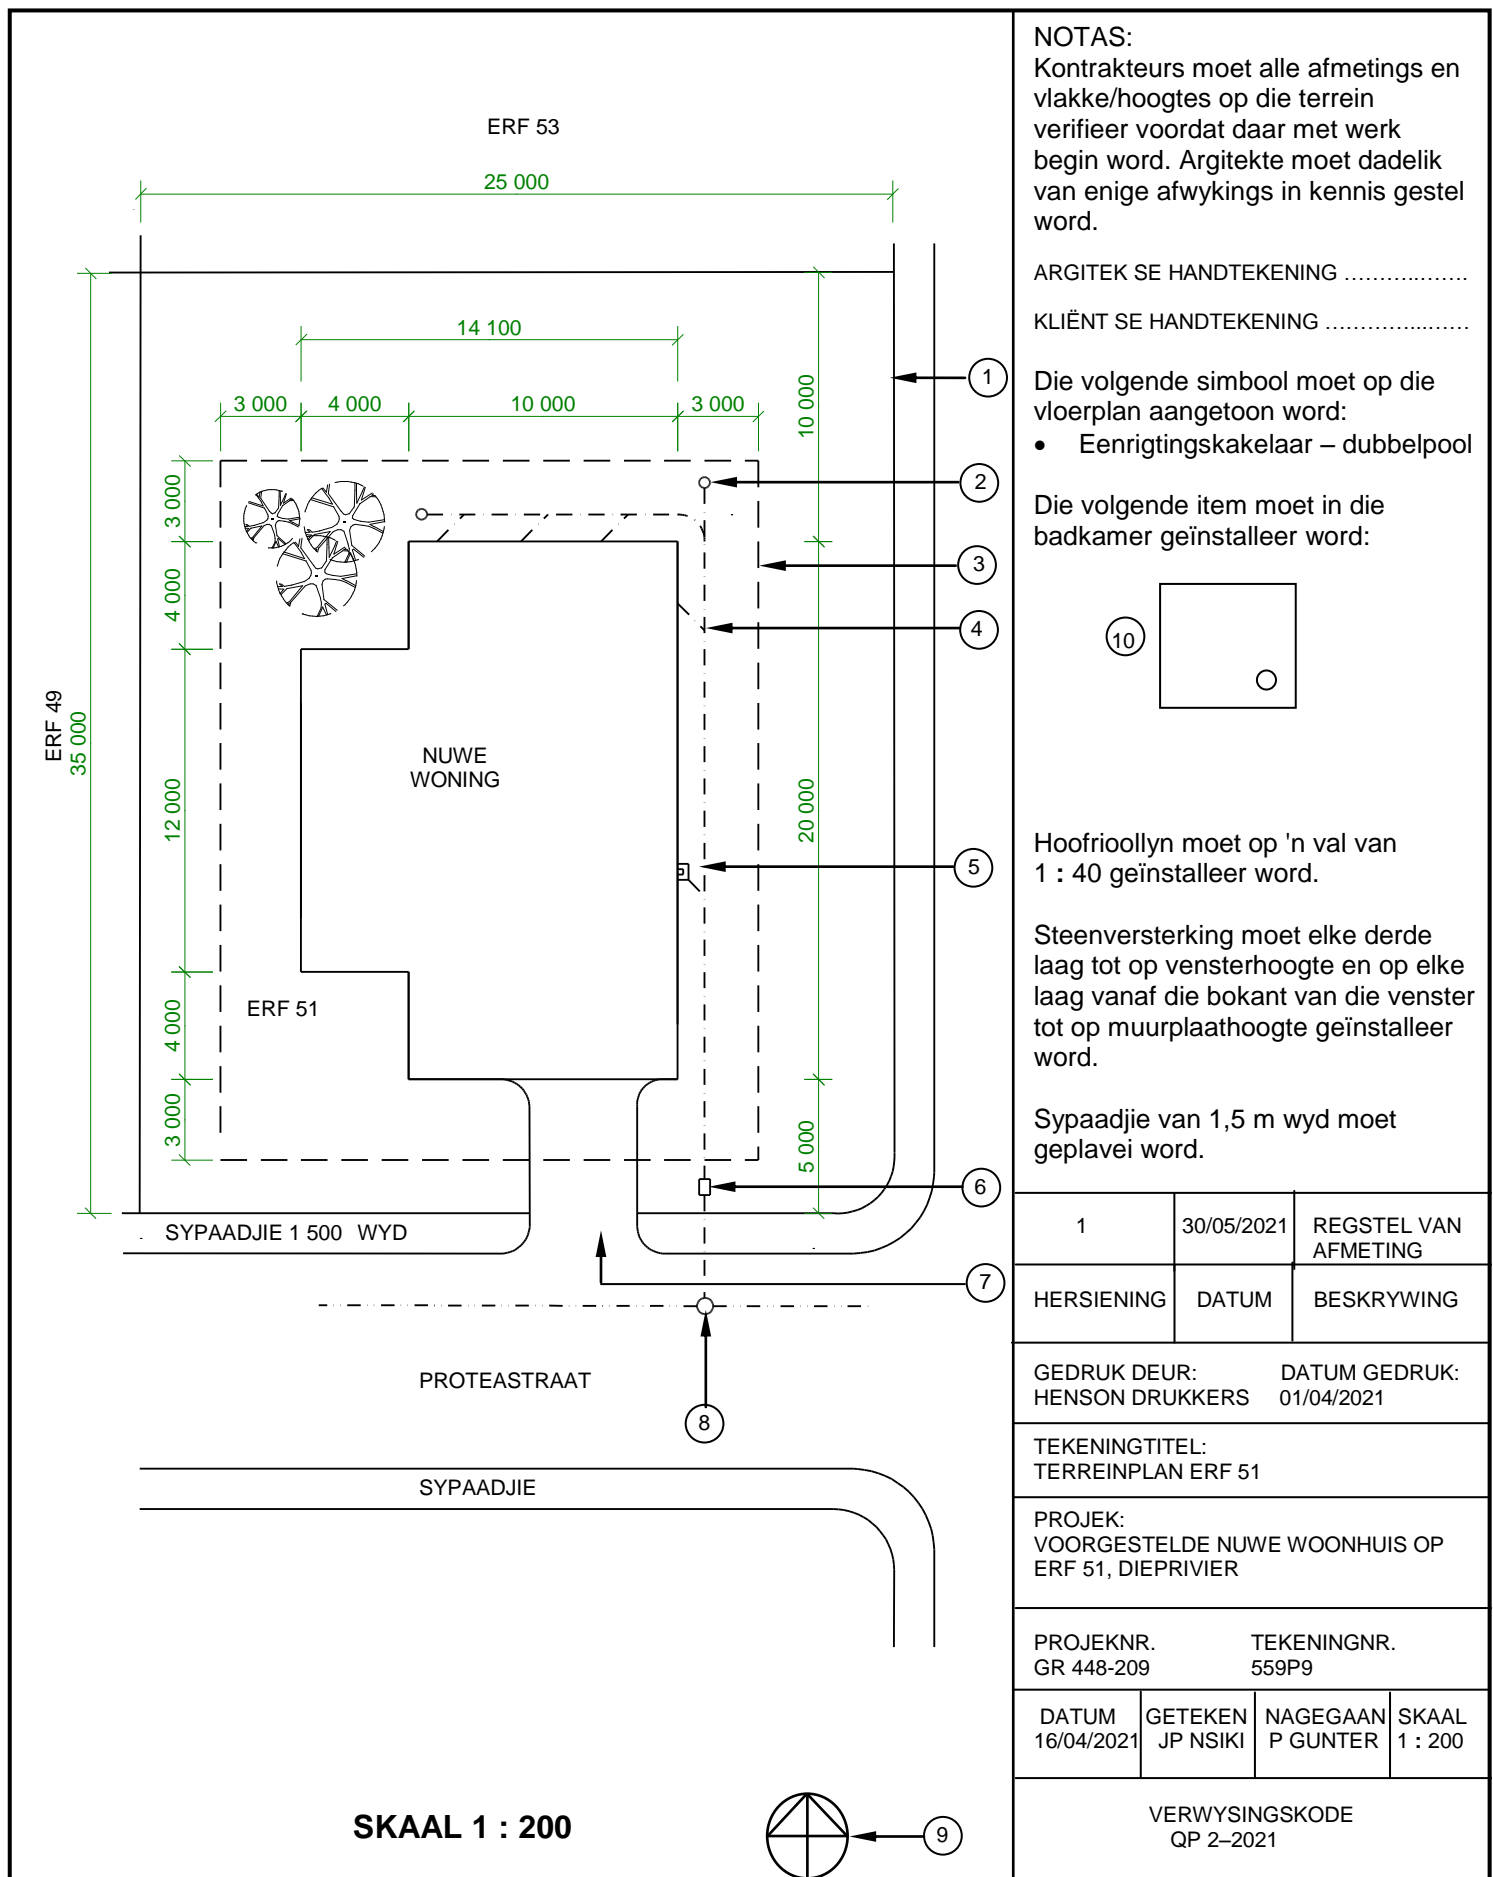 ERF 53
25 000
14 100
3 000
4 000
10 000
3 000
10 000
3 000
4 000
12 000
4 000
3 000
20 000
5 000
ERF 49
35 000
NUWE
WONING
ERF 51
SYPAADJIE 1 500 WYD
PROTEASTRAAT
SYPAADJIE
1
2
3
4
5
6
7
8
9
SKAAL 1 : 200
NOTAS:
Kontrakteurs moet alle afmetings en
vlakke/hoogtes op die terrein
verifieer voordat daar met werk
begin word. Argitekte moet dadelik
van enige afwykings in kennis gestel
word.
ARGITEK SE HANDTEKENING ………..…….
KLIËNT SE HANDTEKENING …………...……
Die volgende simbool moet op die
vloerplan aangetoon word:
• Eenrigtingskakelaar – dubbelpool
Die volgende item moet in die
badkamer geïnstalleer word:
10
Hoofrioollyn moet op 'n val van
1 : 40 geïnstalleer word.
Steenversterking moet elke derde
laag tot op vensterhoogte en op elke
laag vanaf die bokant van die venster
tot op muurplaathoogte geïnstalleer
word.
Sypaadjie van 1,5 m wyd moet
geplavei word.
1 30/05/2021 REGSTEL VAN
AFMETING
HERSIENING DATUM BESKRYWING
GEDRUK DEUR: DATUM GEDRUK:
HENSON DRUKKERS 01/04/2021
TEKENINGTITEL:
TERREINPLAN ERF 51
PROJEK:
VOORGESTELDE NUWE WOONHUIS OP
ERF 51, DIEPRIVIER
PROJEKNR. TEKENINGNR.
GR 448-209 559P9
DATUM GETEKEN NAGEGAAN SKAAL
16/04/2021 JP NSIKI P GUNTER 1 : 200
VERWYSINGSKODE
QP 2–2021